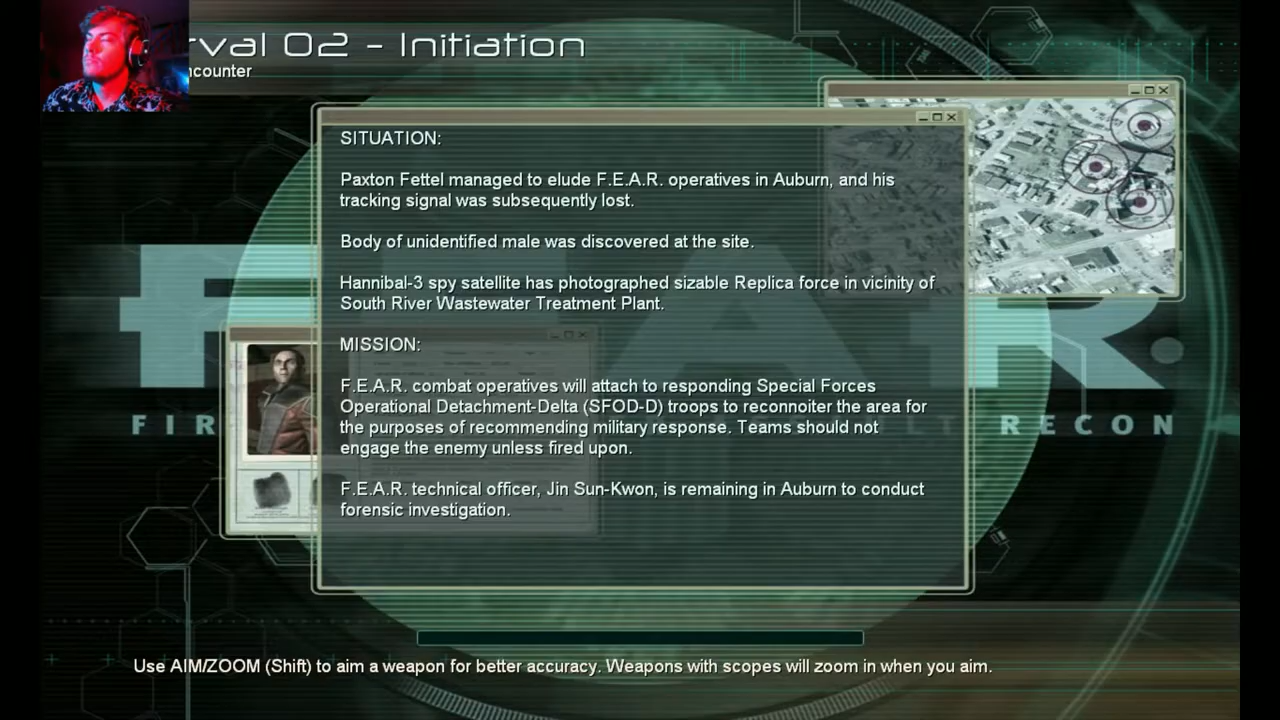 rval 02 - Initiation
ncounter
SITUATION:
Paxton Fettel managed to elude F.E.A.R. operatives in Auburn, and his
tracking signal was subsequently lost.
Body of unidentified male was discovered at the site.
Hannibal-3 spy satellite has photographed sizable Replica force in vicinity of
South River Wastewater Treatment Plant.
MISSION:
F.E.A.R. combat operatives will attach to responding Special Forces
Operational Detachment-Delta (SFOD-D) troops to reconnoiter the area for
the purposes of recommending military response. Teams should not
engage the enemy unless fired upon.
F.E.A.R. technical officer, Jin Sun-Kwon, is remaining in Auburn to conduct
forensic investigation.
F.E.A.R.
FIR LT RECON
Use AIM/ZOOM (Shift) to aim a weapon for better accuracy. Weapons with scopes will zoom in when you aim.